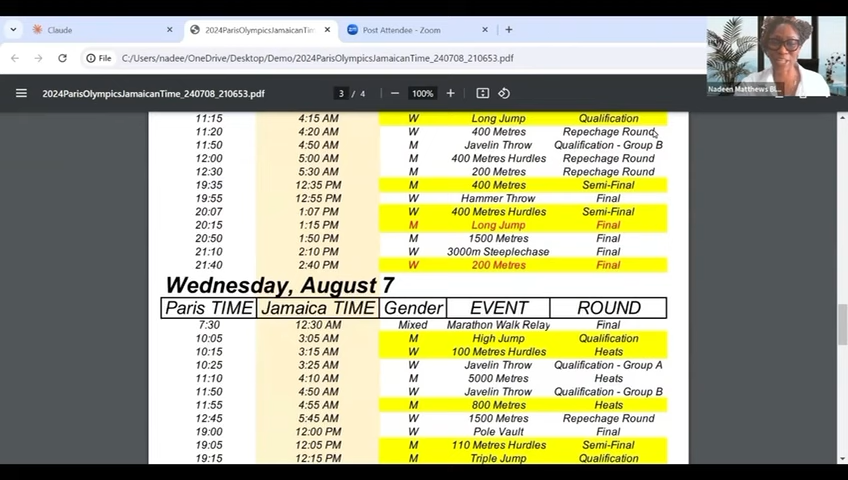 Claude
2024ParisOlympicsJamaicanTim
Post Attendee - Zoom
File
C:/Users/nadee/OneDrive/Desktop/Demo/2024ParisOlympicsJamaicanTime_240708_210653.pdf
2024ParisOlympicsJamaicanTime_240708_210653.pdf
3 / 4
100%
Nadeen Matthews Bl...
11:15 4:15 AM W Long Jump Qualification
11:20 4:20 AM W 400 Metres Repechage Round
11:50 4:50 AM M Javelin Throw Qualification - Group B
12:00 5:00 AM M 400 Metres Hurdles Repechage Round
12:30 5:30 AM M 200 Metres Repechage Round
19:35 12:35 PM M 400 Metres Semi-Final
19:55 12:55 PM W Hammer Throw Final
20:07 1:07 PM W 400 Metres Hurdles Semi-Final
20:15 1:15 PM M Long Jump Final
20:50 1:50 PM M 1500 Metres Final
21:10 2:10 PM W 3000m Steeplechase Final
21:40 2:40 PM W 200 Metres Final
Wednesday, August 7
Paris TIME Jamaica TIME Gender EVENT ROUND
7:30 12:30 AM Mixed Marathon Walk Relay Final
10:05 3:05 AM M High Jump Qualification
10:15 3:15 AM W 100 Metres Hurdles Heats
10:25 3:25 AM W Javelin Throw Qualification - Group A
11:10 4:10 AM M 5000 Metres Heats
11:50 4:50 AM W Javelin Throw Qualification - Group B
11:55 4:55 AM M 800 Metres Heats
12:45 5:45 AM W 1500 Metres Repechage Round
19:00 12:00 PM W Pole Vault Final
19:05 12:05 PM M 110 Metres Hurdles Semi-Final
19:15 12:15 PM M Triple Jump Qualification